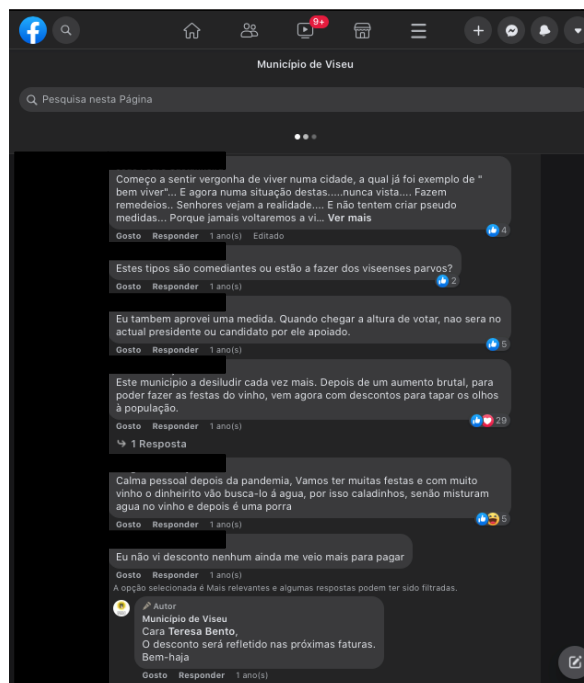 9+
Município de Viseu
Pesquisa nesta Página
Começo a sentir vergonha de viver numa cidade, a qual já foi exemplo de "
bem viver"... E agora numa situação destas.....nunca vista.... Fazem
remedeios.. Senhores vejam a realidade.... E não tentem criar pseudo
medidas... Porque jamais voltaremos a vi... Ver mais
4
Gosto Responder 1 ano(s) Editado
Estes tipos são comediantes ou estão a fazer dos viseenses parvos?
2
Gosto Responder 1 ano(s)
Eu tambem aprovei uma medida. Quando chegar a altura de votar, nao sera no
actual presidente ou candidato por ele apoiado.
5
Gosto Responder 1 ano(s)
Este municipio a desiludir cada vez mais. Depois de um aumento brutal, para
poder fazer as festas do vinho, vem agora com descontos para tapar os olhos
à população.
29
Gosto Responder 1 ano(s)
1 Resposta
Calma pessoal depois da pandemia, Vamos ter muitas festas e com muito
vinho o dinheirito vão busca-lo á agua, por isso caladinhos, senão misturam
agua no vinho e depois é uma porra
5
Gosto Responder 1 ano(s)
Eu não vi desconto nenhum ainda me veio mais para pagar
Gosto Responder 1 ano(s)
A opção selecionada é Mais relevantes e algumas respostas podem ter sido filtradas.
Autor
Município de Viseu
Cara Teresa Bento,
O desconto será refletido nas próximas faturas.
Bem-haja
Gosto Responder 1 ano(s)